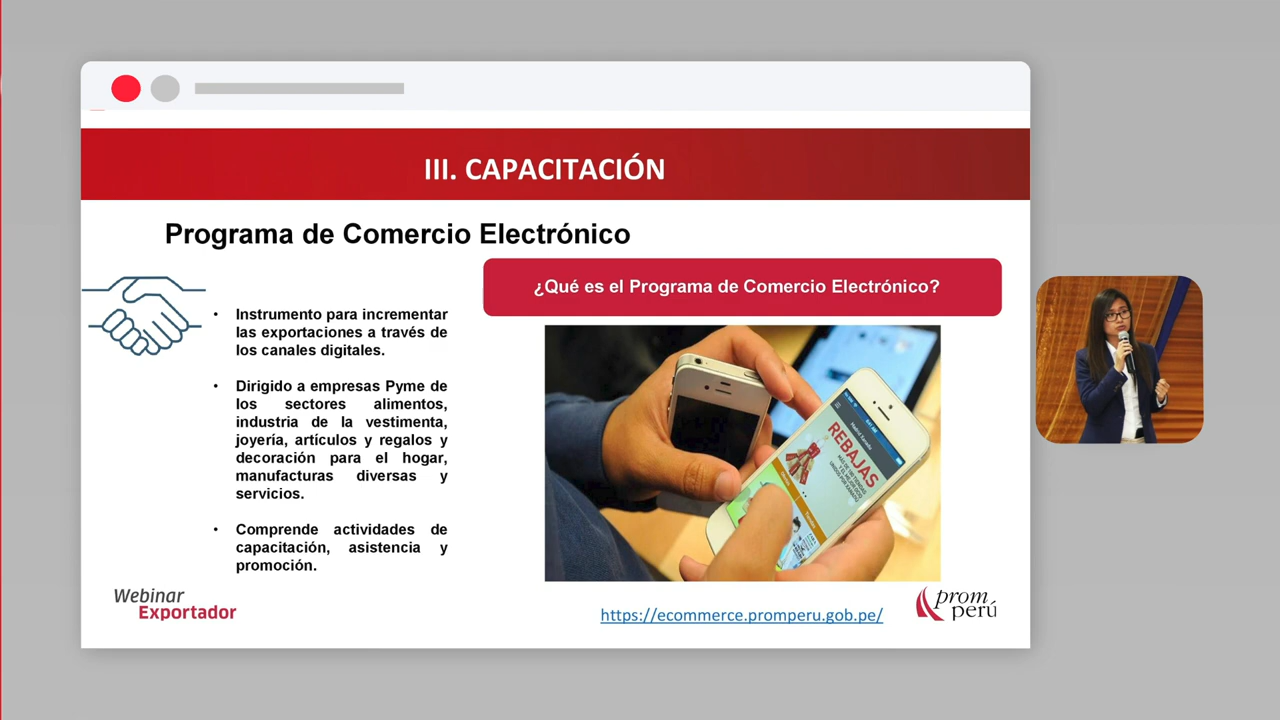 III. CAPACITACIÓN
Programa de Comercio Electrónico
¿Qué es el Programa de Comercio Electrónico?
• Instrumento para incrementar
las exportaciones a través de
los canales digitales.
• Dirigido a empresas Pyme de
los sectores alimentos,
industria de la vestimenta,
joyería, artículos y regalos y
decoración para el hogar,
manufacturas diversas y
servicios.
• Comprende actividades de
capacitación, asistencia y
promoción.
REBAJAS
Webinar
Exportador
https://ecommerce.promperu.gob.pe/
prom
perú